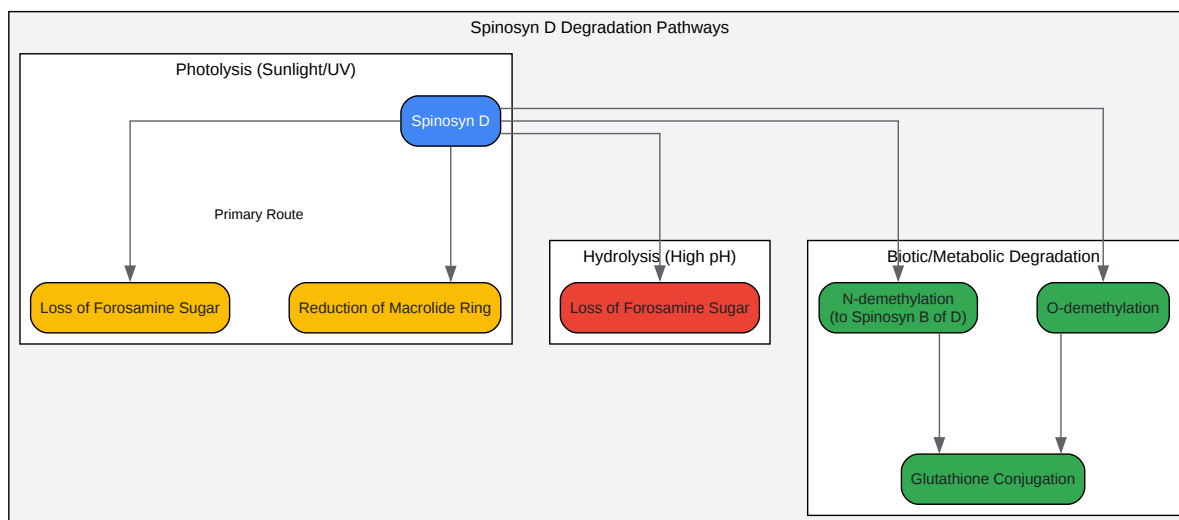 Spinosyn D Degradation Pathways
Photolysis (Sunlight/UV)
Spinosyn D
Primary Route
Loss of Forosamine Sugar
Reduction of Macrolide Ring
Hydrolysis (High pH)
Loss of Forosamine Sugar
Biotic/Metabolic Degradation
N-demethylation
(to Spinosyn B of D)
O-demethylation
Glutathione Conjugation